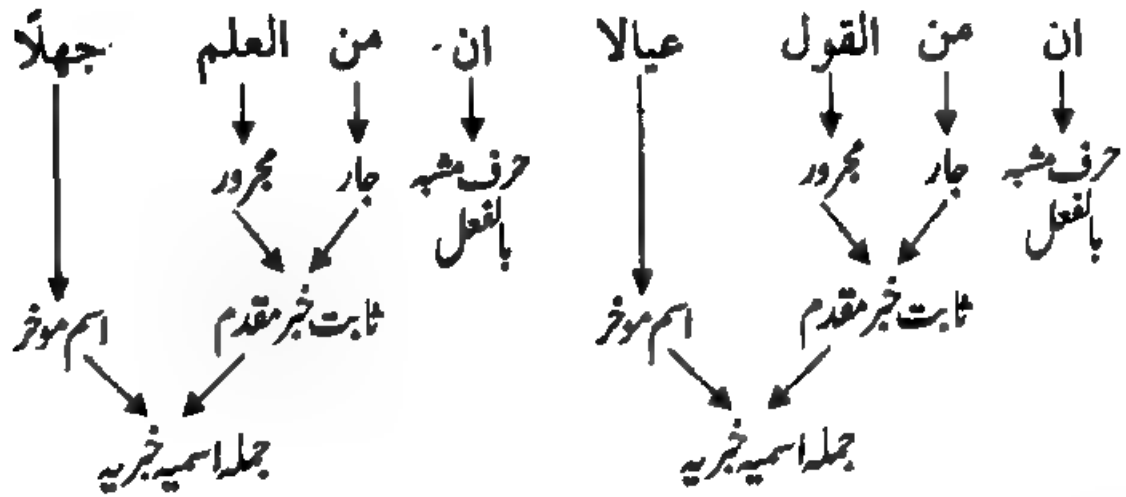 ان من القول عيالا
حرف مشبہ بالفعل جار مجرور
ثابت خبر مقدم اسم موخر
جملہ اسمیہ خبریہ
ان من العلم جهلًا
حرف مشبہ بالفعل جار مجرور
ثابت خبر مقدم اسم موخر
جملہ اسمیہ خبریہ